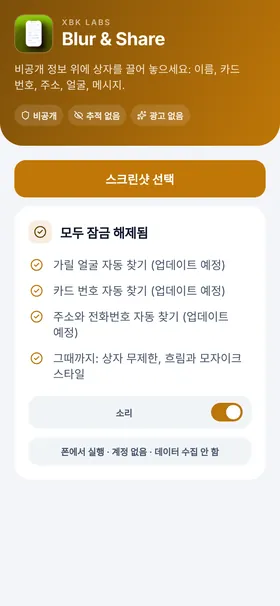 XBK LABS
Blur & Share
비공개 정보 위에 상자를 끌어 놓으세요: 이름, 카드
번호, 주소, 얼굴, 메시지.
비공개
추적 없음
광고 없음
스크린샷 선택
모두 잠금 해제됨
가릴 얼굴 자동 찾기 (업데이트 예정)
카드 번호 자동 찾기 (업데이트 예정)
주소와 전화번호 자동 찾기 (업데이트
예정)
그때까지: 상자 무제한, 흐림과 모자이크
스타일
소리
폰에서 실행 · 계정 없음 · 데이터 수집 안 함